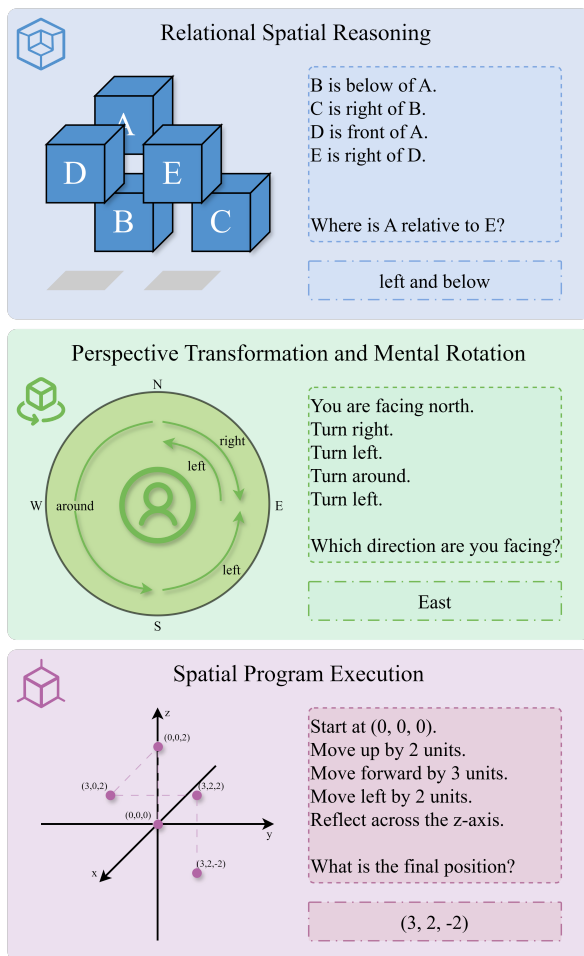 Relational Spatial Reasoning
A
D
E
B
C
B is below of A.
C is right of B.
D is front of A.
E is right of D.
Where is A relative to E?
left and below
Perspective Transformation and Mental Rotation
N
right
left
W
around
E
left
S
You are facing north.
Turn right.
Turn left.
Turn around.
Turn left.
Which direction are you facing?
East
Spatial Program Execution
z
(0,0,2)
(3,0,2)
(3,2,2)
(0,0,0)
y
x
(3,2,-2)
Start at (0, 0, 0).
Move up by 2 units.
Move forward by 3 units.
Move left by 2 units.
Reflect across the z-axis.
What is the final position?
(3, 2, -2)